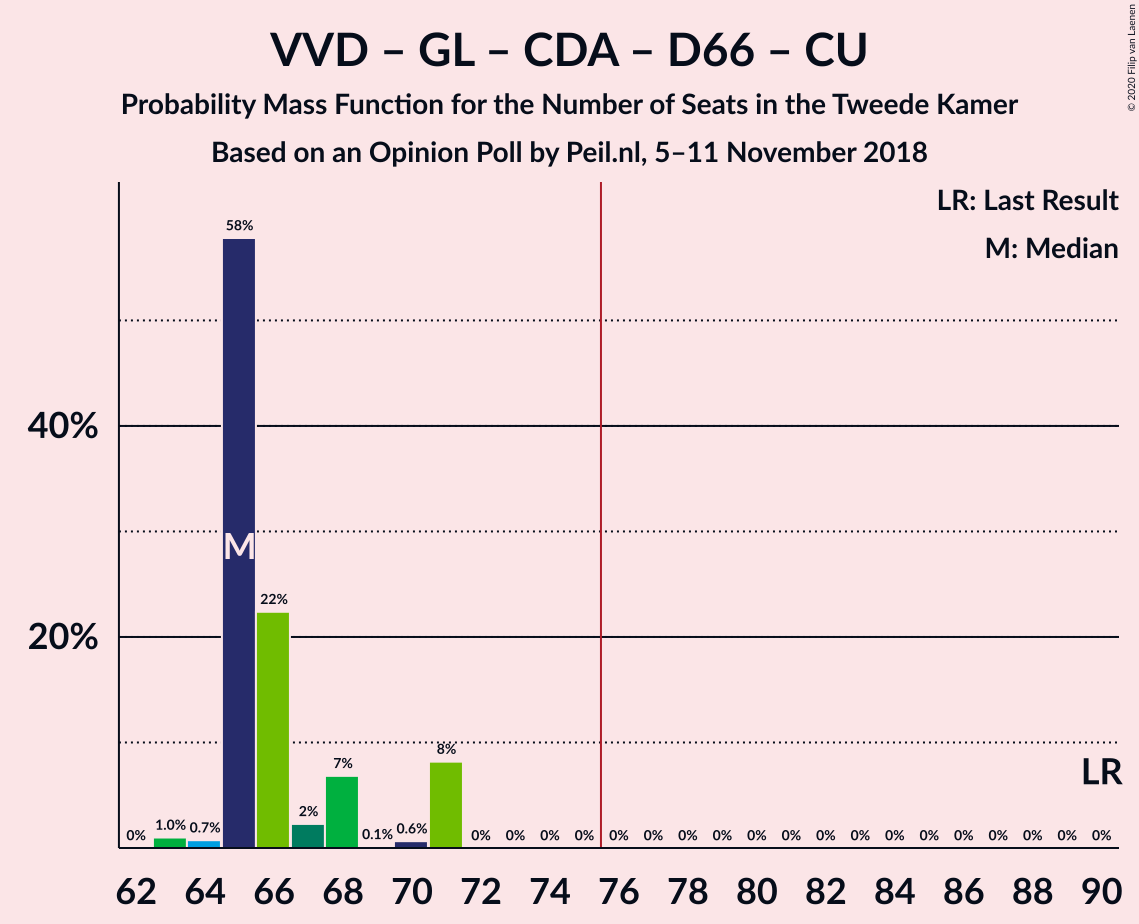 VVD – GL – CDA – D66 – CU
Probability Mass Function for the Number of Seats in the Tweede Kamer
Based on an Opinion Poll by Peil.nl, 5–11 November 2018
© 2020 Filip van Laenen
LR: Last Result
M: Median
58%
40%
M
22%
20%
8%
LR
7%
2%
0% 1.0% 0.7% 0.1% 0.6% 0% 0% 0% 0% 0% 0% 0% 0% 0% 0% 0% 0% 0% 0% 0% 0% 0% 0% 0%
62 64 66 68 70 72 74 76 78 80 82 84 86 88 90